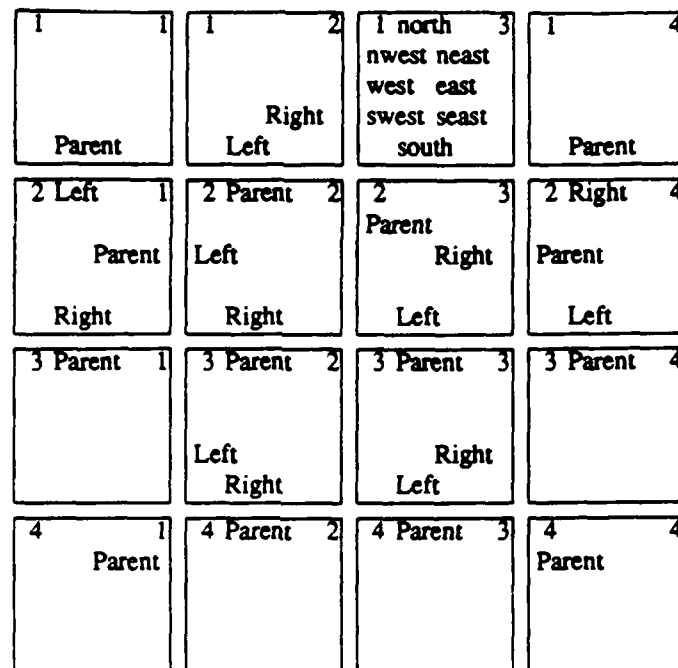 1 1 1 2 1 north 3 1 4
nwest neast
west east
Right swest seast
Parent Left south Parent
2 Left 1 2 Parent 2 2 3 2 Right 4
Parent
Parent Left Right Parent
Right Right Left Left
3 Parent 1 3 Parent 2 3 Parent 3 3 Parent 4
Left Right
Right Left
4 1 4 Parent 2 4 Parent 3 4 4
Parent Parent